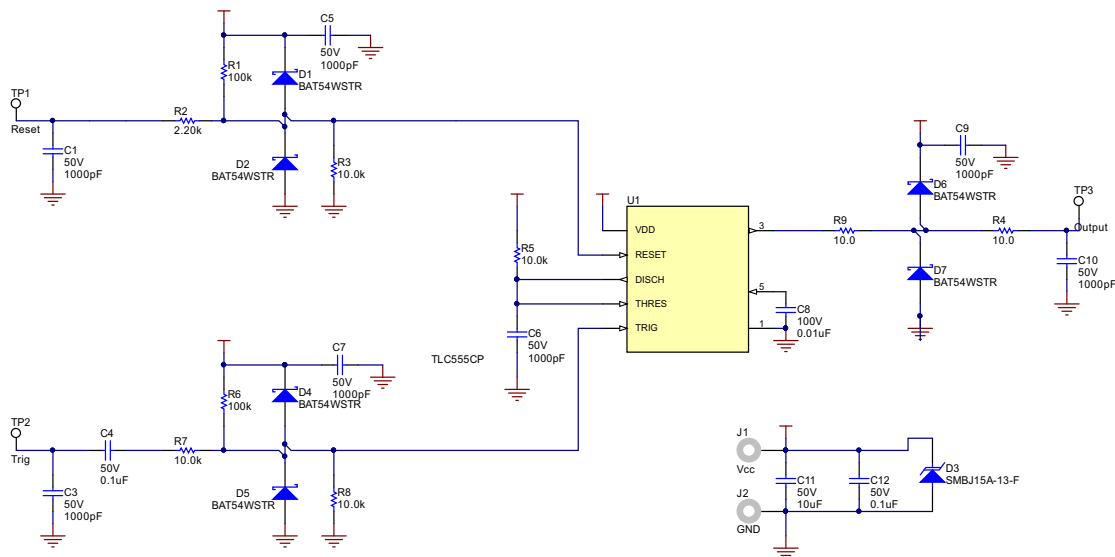 C5
50V
1000pF
R1
100k
D1
BAT54WSTR
TP1
Reset
R2
2.20k
C1
50V
1000pF
D2
BAT54WSTR
R3
10.0k
C9
50V
1000pF
D6
BAT54WSTR
TP3
Output
U1
VDD
RESET
DISCH
THRES
TRIG
3
5
1
R5
10.0k
R9
10.0
R4
10.0
D7
BAT54WSTR
C10
50V
1000pF
C8
100V
0.01uF
C6
50V
1000pF
TLC555CP
C7
50V
1000pF
R6
100k
D4
BAT54WSTR
TP2
Trig
C4
50V
0.1uF
R7
10.0k
C3
50V
1000pF
D5
BAT54WSTR
R8
10.0k
J1
Vcc
J2
GND
C11
50V
10uF
C12
50V
0.1uF
D3
SMBJ15A-13-F